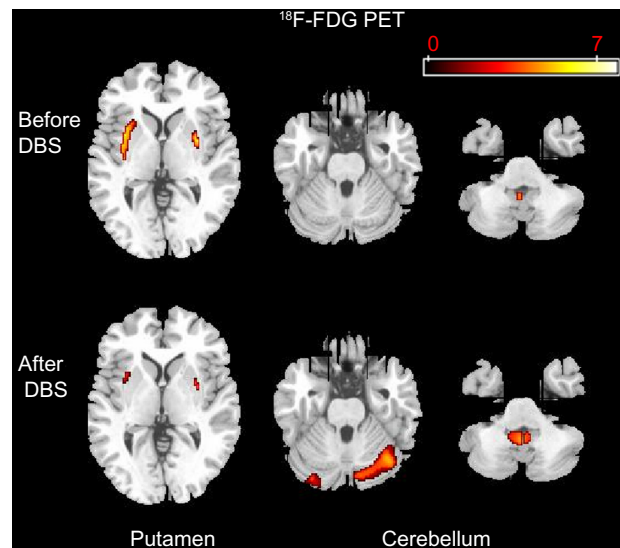 ¹⁸F-FDG PET
0 7
Before
DBS
After
DBS
Putamen Cerebellum